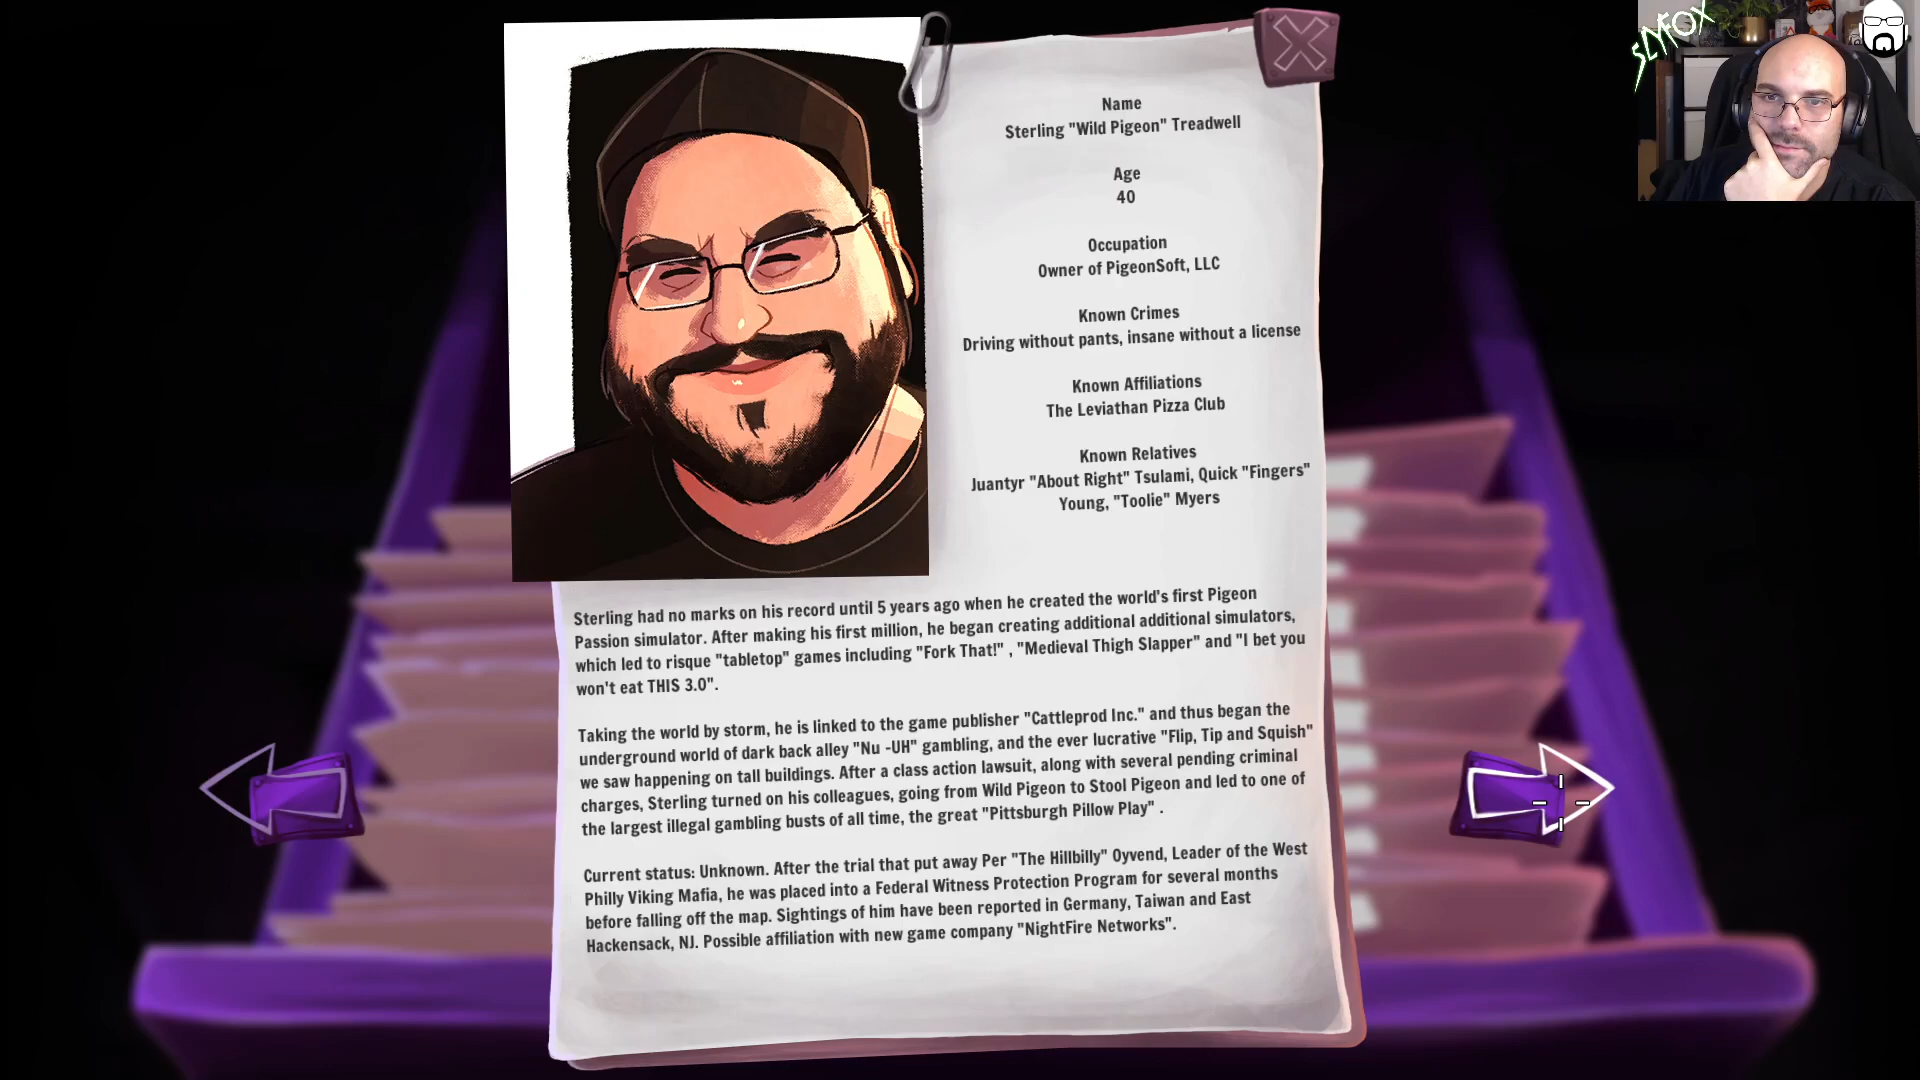 SLYFOX
Name
Sterling "Wild Pigeon" Treadwell
Age
40
Occupation
Owner of PigeonSoft, LLC
Known Crimes
Driving without pants, insane without a license
Known Affiliations
The Leviathan Pizza Club
Known Relatives
Juantyr "About Right" Tsulami, Quick "Fingers"
Young, "Toolie" Myers
Sterling had no marks on his record until 5 years ago when he created the world's first Pigeon
Passion simulator. After making his first million, he began creating additional additional simulators,
which led to risque "tabletop" games including "Fork That!" , "Medieval Thigh Slapper" and "I bet you
won't eat THIS 3.0".
Taking the world by storm, he is linked to the game publisher "Cattleprod Inc." and thus began the
underground world of dark back alley "Nu -UH" gambling, and the ever lucrative "Flip, Tip and Squish"
we saw happening on tall buildings. After a class action lawsuit, along with several pending criminal
charges, Sterling turned on his colleagues, going from Wild Pigeon to Stool Pigeon and led to one of
the largest illegal gambling busts of all time, the great "Pittsburgh Pillow Play" .
Current status: Unknown. After the trial that put away Per "The Hillbilly" Oyvend, Leader of the West
Philly Viking Mafia, he was placed into a Federal Witness Protection Program for several months
before falling off the map. Sightings of him have been reported in Germany, Taiwan and East
Hackensack, NJ. Possible affiliation with new game company "NightFire Networks".